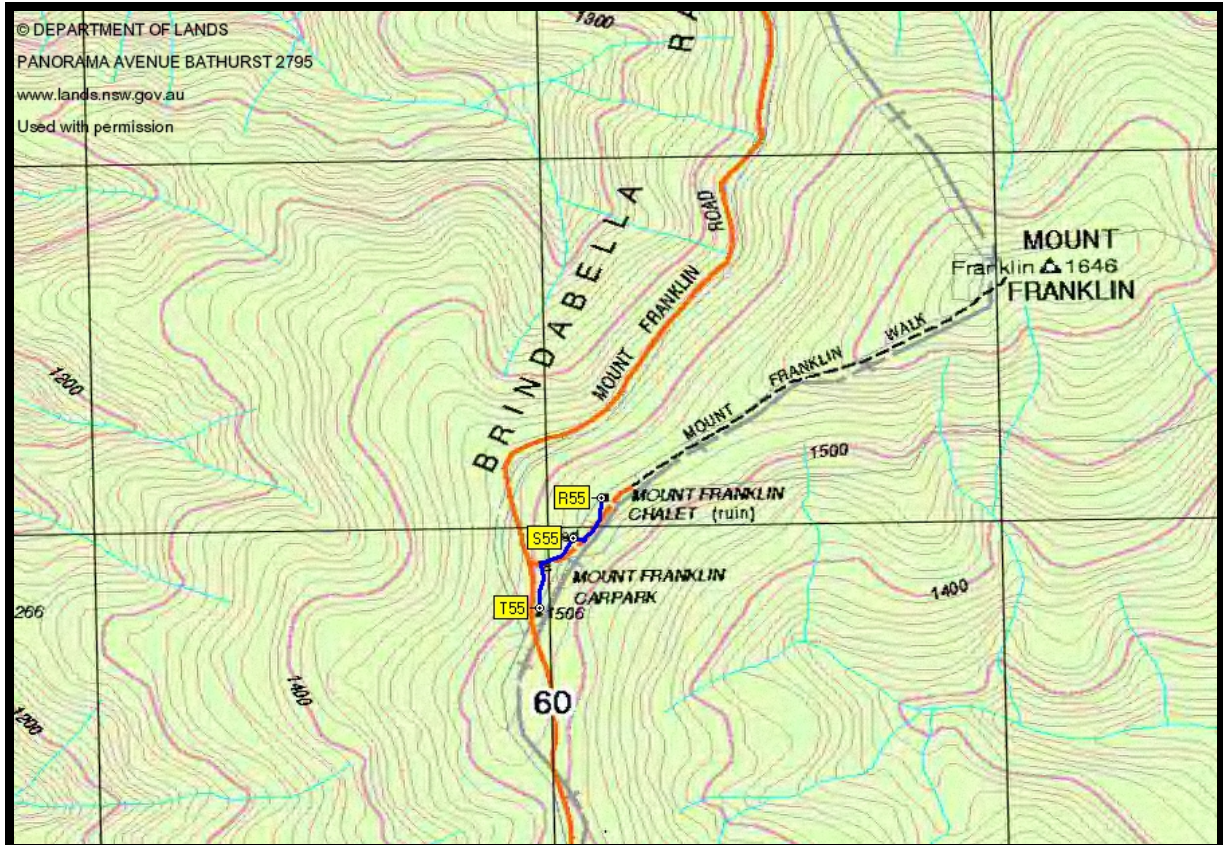 © DEPARTMENT OF LANDS
PANORAMA AVENUE BATHURST 2795
www.lands.nsw.gov.au
Used with permission
1300
RA
BRINDABELLA
ROAD
FRANKLIN
MOUNT
MOUNT
Franklin 1646
FRANKLIN
WALK
FRANKLIN
MOUNT
1200
1500
R55
MOUNT FRANKLIN
CHALET (ruin)
S55
MOUNT FRANKLIN
CARPARK
1400
T55
1506
266
1400
60
1200